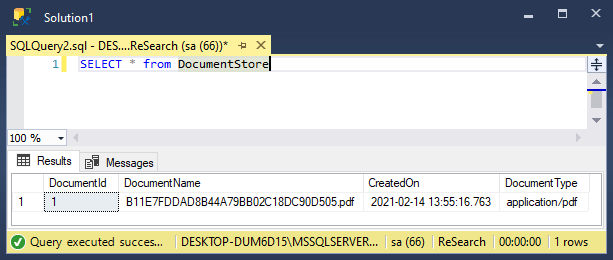 Solution1
SQLQuery2.sql - DES....ReSearch (sa (66))*
1 SELECT * from DocumentStore
100 %
Results Messages
DocumentId DocumentName CreatedOn DocumentType
1 1 B11E7FDDAD8B44A79BB02C18DC90D505.pdf 2021-02-14 13:55:16.763 application/pdf
Query executed succes... DESKTOP-DUM6D15\MSSQLSERVER... sa (66) ReSearch 00:00:00 1 rows